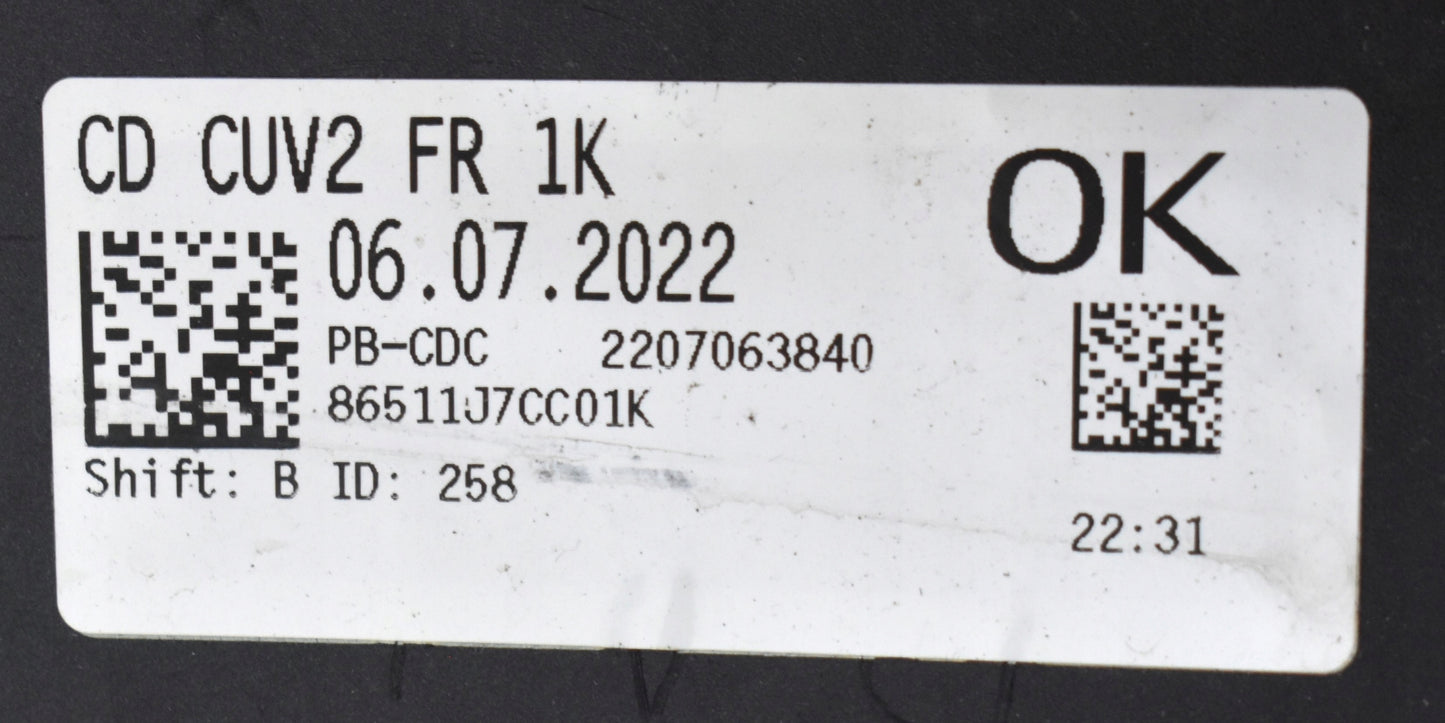 CD CUV2 FR 1K
OK
06.07.2022
PB-CDC 2207063840
86511J7CC01K
Shift: B ID: 258
22:31